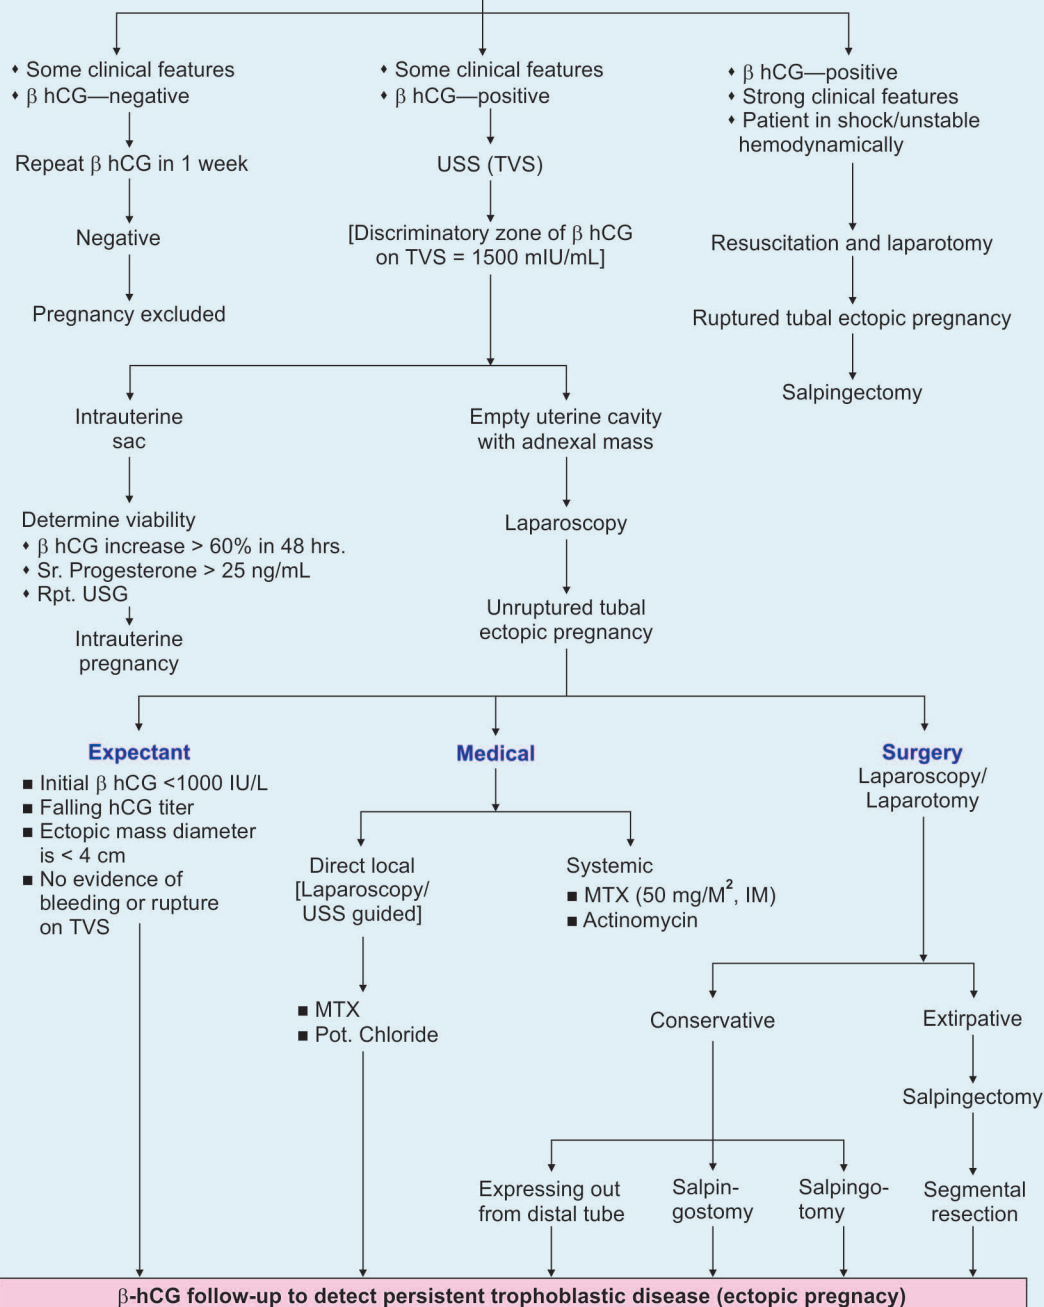 ♦ Some clinical features
♦ β hCG—negative
Repeat β hCG in 1 week
Negative
Pregnancy excluded
♦ Some clinical features
♦ β hCG—positive
USS (TVS)
[Discriminatory zone of β hCG
on TVS = 1500 mIU/mL]
♦ β hCG—positive
♦ Strong clinical features
♦ Patient in shock/unstable
hemodynamically
Resuscitation and laparotomy
Ruptured tubal ectopic pregnancy
Salpingectomy
Intrauterine
sac
Determine viability
♦ β hCG increase > 60% in 48 hrs.
♦ Sr. Progesterone > 25 ng/mL
♦ Rpt. USG
Intrauterine
pregnancy
Empty uterine cavity
with adnexal mass
Laparoscopy
Unruptured tubal
ectopic pregnancy
Expectant
■ Initial β hCG <1000 IU/L
■ Falling hCG titer
■ Ectopic mass diameter
is < 4 cm
■ No evidence of
bleeding or rupture
on TVS
Medical
Direct local
[Laparoscopy/
USS guided]
■ MTX
■ Pot. Chloride
Systemic
■ MTX (50 mg/M², IM)
■ Actinomycin
Surgery
Laparoscopy/
Laparotomy
Conservative
Expressing out
from distal tube
Salpin-
gostomy
Salpingo-
tomy
Extirpative
Salpingectomy
Segmental
resection
β-hCG follow-up to detect persistent trophoblastic disease (ectopic pregnacy)